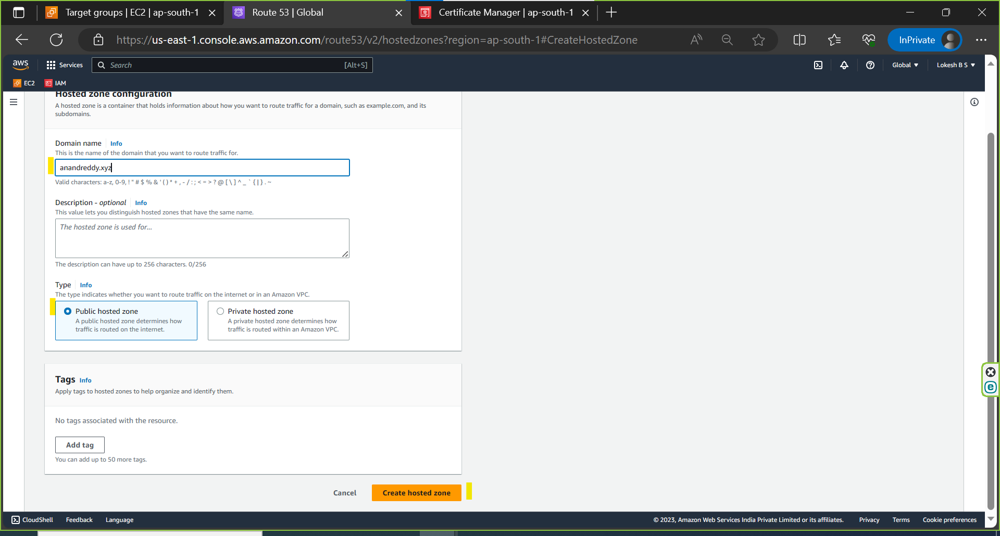 Target groups | EC2 | ap-south-1
Route 53 | Global
Certificate Manager | ap-south-1
https://us-east-1.console.aws.amazon.com/route53/v2/hostedzones?region=ap-south-1#CreateHostedZone
InPrivate
aws
Services
Search
[Alt+S]
Global
Lokesh B S
EC2
IAM
Hosted zone configuration
A hosted zone is a container that holds information about how you want to route traffic for a domain, such as example.com, and its
subdomains.
Domain name
Info
This is the name of the domain that you want to route traffic for.
anandreddy.xyz
Valid characters: a-z, 0-9, ! " # $ % & ' ( ) * + , - / : ; < = > ? @ [ \ ] ^ _ ` { | } . ~
Description - optional
Info
This value lets you distinguish hosted zones that have the same name.
The hosted zone is used for...
The description can have up to 256 characters. 0/256
Type
Info
The type indicates whether you want to route traffic on the internet or in an Amazon VPC.
Public hosted zone
A public hosted zone determines how
traffic is routed on the internet.
Private hosted zone
A private hosted zone determines how
traffic is routed within an Amazon VPC.
Tags
Info
Apply tags to hosted zones to help organize and identify them.
No tags associated with the resource.
Add tag
You can add up to 50 more tags.
Cancel
Create hosted zone
CloudShell
Feedback
Language
© 2023, Amazon Web Services India Private Limited or its affiliates.
Privacy
Terms
Cookie preferences